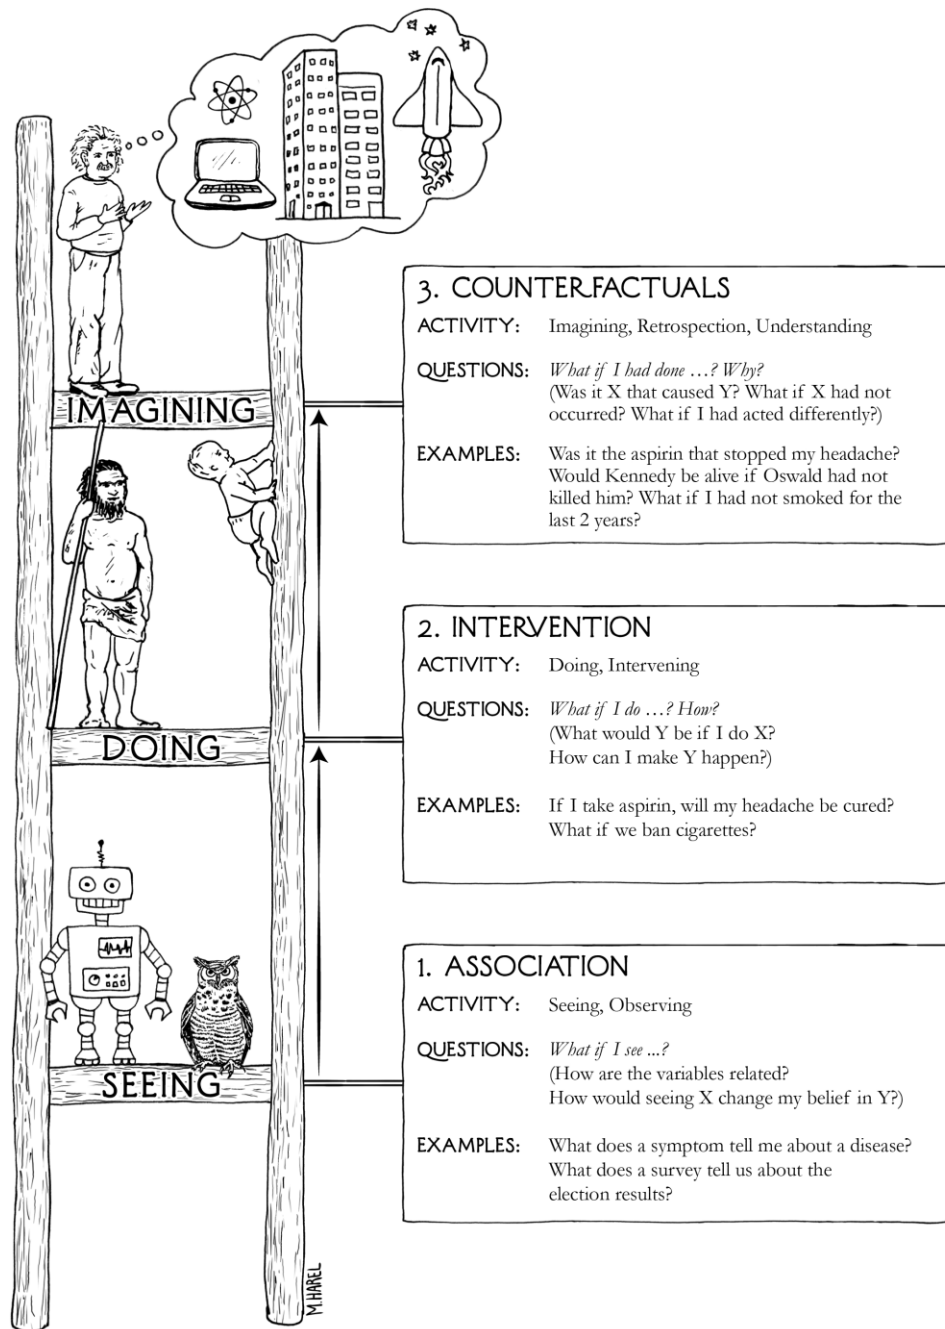 3. COUNTERFACTUALS
ACTIVITY: Imagining, Retrospection, Understanding
QUESTIONS: What if I had done …? Why?
(Was it X that caused Y? What if X had not
occurred? What if I had acted differently?)
EXAMPLES: Was it the aspirin that stopped my headache?
Would Kennedy be alive if Oswald had not
killed him? What if I had not smoked for the
last 2 years?
IMAGINING
2. INTERVENTION
ACTIVITY: Doing, Intervening
QUESTIONS: What if I do …? How?
(What would Y be if I do X?
How can I make Y happen?)
EXAMPLES: If I take aspirin, will my headache be cured?
What if we ban cigarettes?
DOING
1. ASSOCIATION
ACTIVITY: Seeing, Observing
QUESTIONS: What if I see ...?
(How are the variables related?
How would seeing X change my belief in Y?)
EXAMPLES: What does a symptom tell me about a disease?
What does a survey tell us about the
election results?
SEEING
M.HAREL